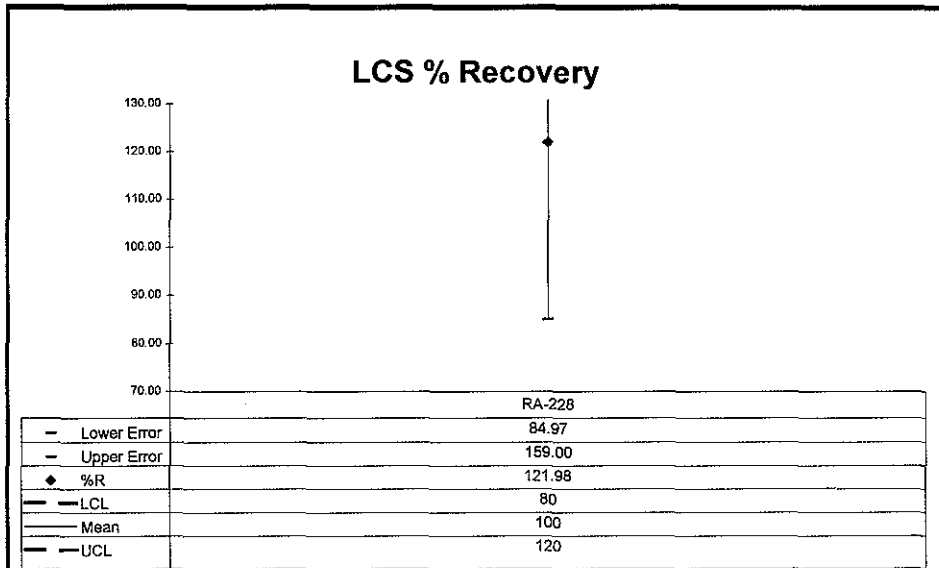 LCS % Recovery
130.00
120.00
110.00
100.00
90.00
80.00
70.00
RA-228
Lower Error 84.97
Upper Error 159.00
%R 121.98
LCL 80
Mean 100
UCL 120